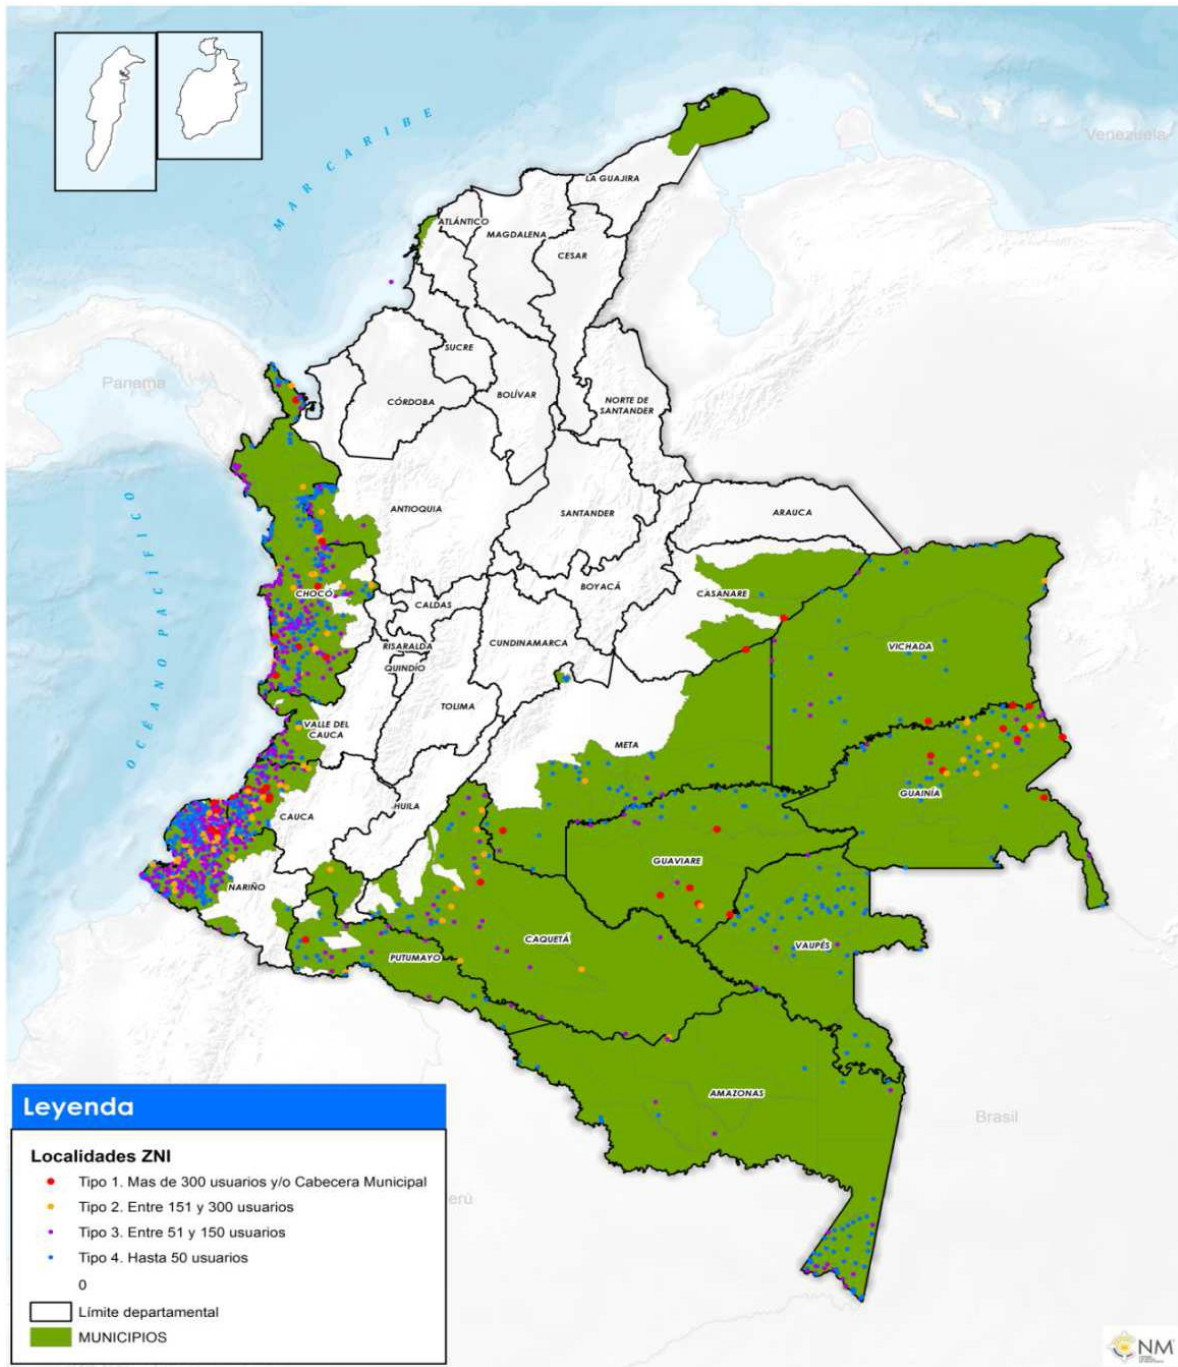 MAR CARIBE
Venezuela
LA GUAJIRA
ATLÁNTICO
MAGDALENA
CESAR
SUCRE
Panama
CÓRDOBA
BOLÍVAR
NORTE DE
SANTANDER
OCÉANO PACÍFICO
ANTIOQUIA
SANTANDER
ARAUCA
CHOCÓ
CALDAS
BOYACÁ
CASANARE
CUNDINAMARCA
RISARALDA
QUINDÍO
VICHADA
TOLIMA
VALLE DEL
CAUCA
META
GUAINÍA
HUILA
CAUCA
GUAVIARE
NARIÑO
CAQUETÁ
VAUPÉS
PUTUMAYO
AMAZONAS
Brasil
erú
Leyenda
Localidades ZNI
Tipo 1. Mas de 300 usuarios y/o Cabecera Municipal
Tipo 2. Entre 151 y 300 usuarios
Tipo 3. Entre 51 y 150 usuarios
Tipo 4. Hasta 50 usuarios
0
Límite departamental
MUNICIPIOS
NM